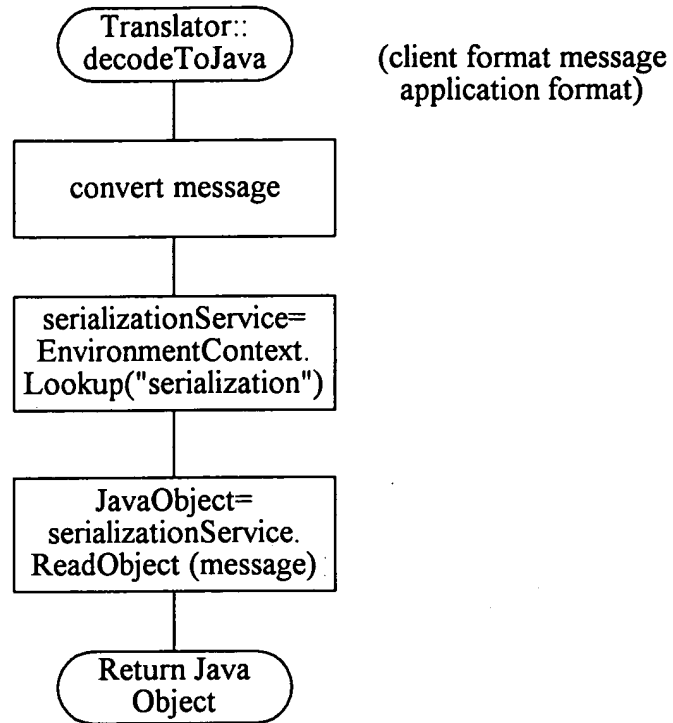 Translator::
decodeToJava
(client format message
application format)
convert message
serializationService=
EnvironmentContext.
Lookup("serialization")
JavaObject=
serializationService.
ReadObject (message)
Return Java
Object